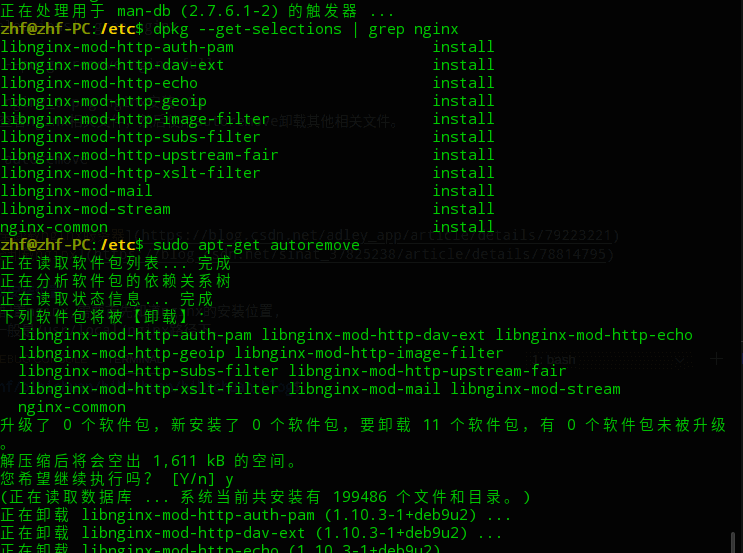 正在处理用于 man-db (2.7.6.1-2) 的触发器 ...
zhf@zhf-PC:/etc$ dpkg --get-selections | grep nginx
libnginx-mod-http-auth-pam install
libnginx-mod-http-dav-ext install
libnginx-mod-http-echo install
libnginx-mod-http-geoip install
libnginx-mod-http-image-filter install
libnginx-mod-http-subs-filter install
libnginx-mod-http-upstream-fair install
libnginx-mod-http-xslt-filter install
libnginx-mod-mail install
libnginx-mod-stream install
nginx-common install
zhf@zhf-PC:/etc$ sudo apt-get autoremove
正在读取软件包列表... 完成
正在分析软件包的依赖关系树
正在读取状态信息... 完成
下列软件包将被【卸载】:
libnginx-mod-http-auth-pam libnginx-mod-http-dav-ext libnginx-mod-http-echo
libnginx-mod-http-geoip libnginx-mod-http-image-filter
libnginx-mod-http-subs-filter libnginx-mod-http-upstream-fair
libnginx-mod-http-xslt-filter libnginx-mod-mail libnginx-mod-stream
nginx-common
升级了 0 个软件包，新安装了 0 个软件包，要卸载 11 个软件包，有 0 个软件包未被升级
。
解压缩后将会空出 1,611 kB 的空间。
您希望继续执行吗？ [Y/n] y
(正在读取数据库 ... 系统当前共安装有 199486 个文件和目录。)
正在卸载 libnginx-mod-http-auth-pam (1.10.3-1+deb9u2) ...
正在卸载 libnginx-mod-http-dav-ext (1.10.3-1+deb9u2) ...
正在卸载 libnginx-mod-http-echo (1.10.3-1+deb9u2)